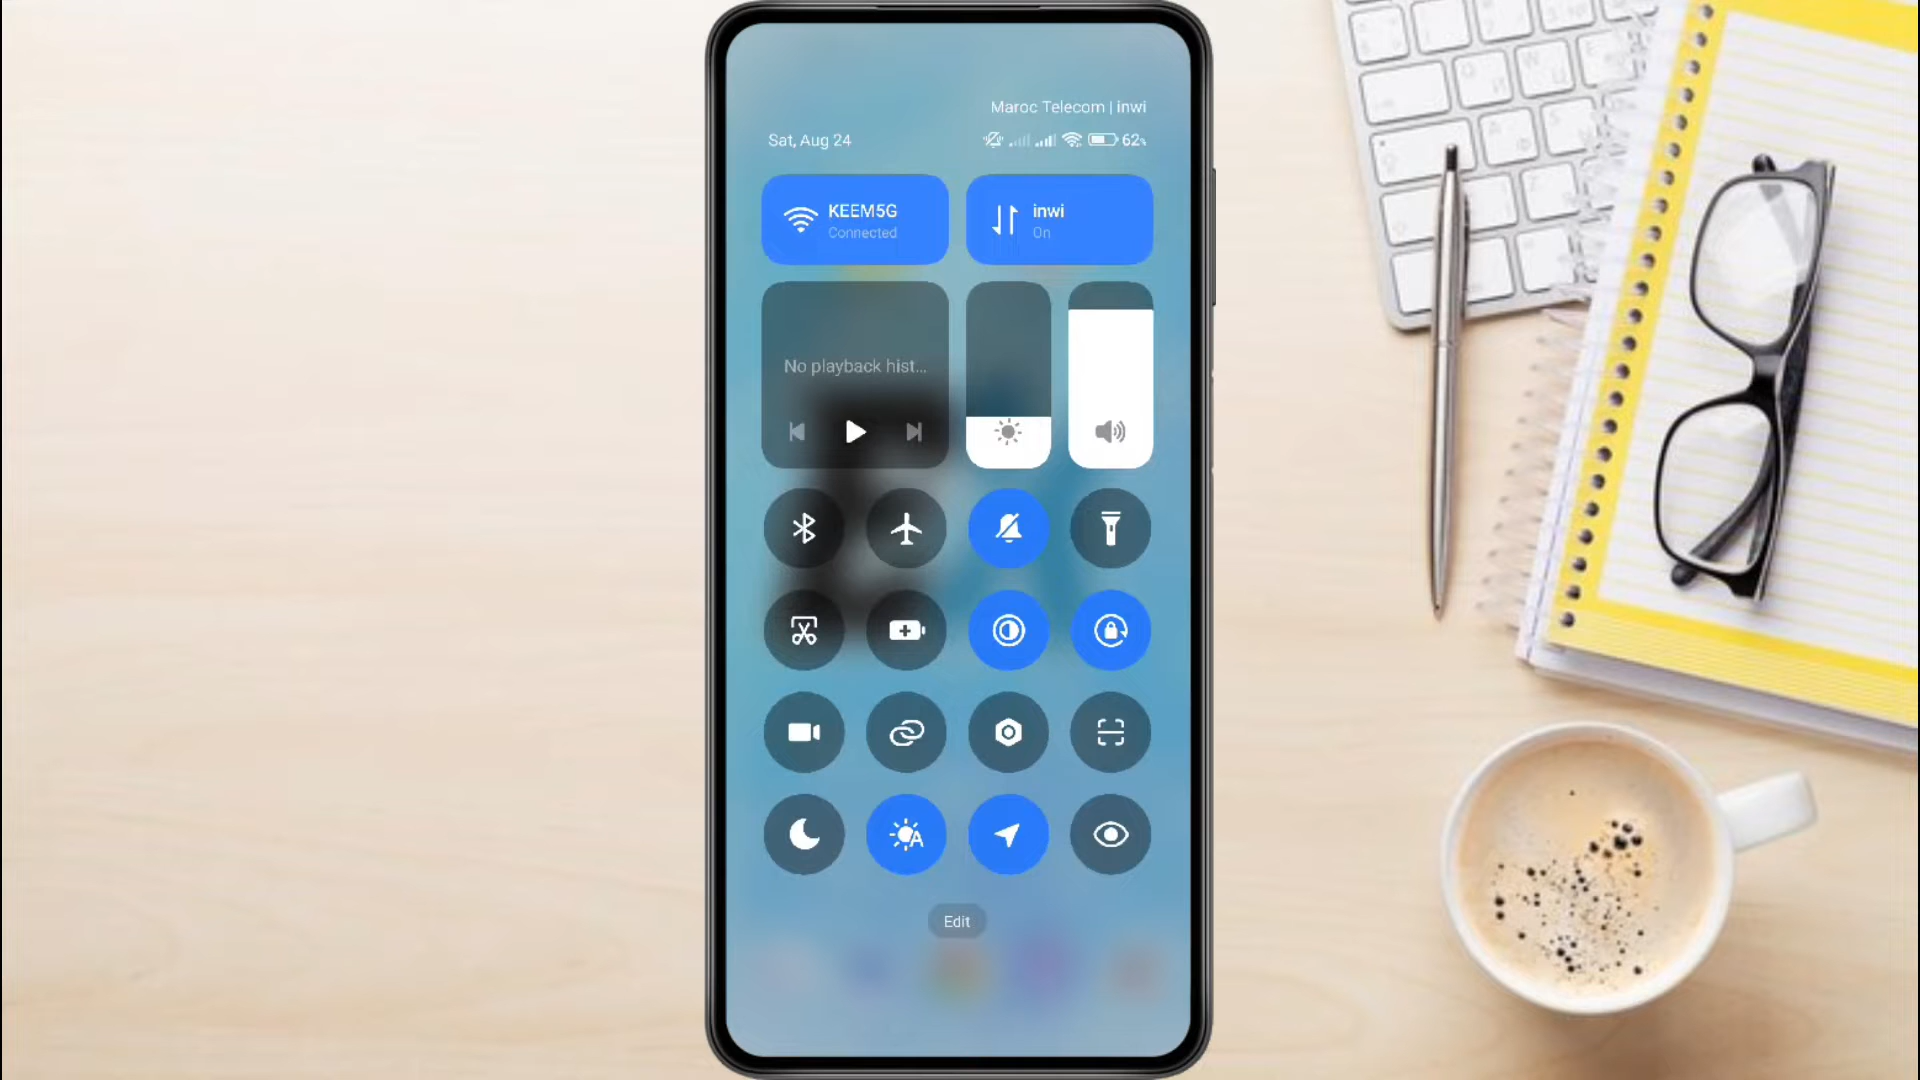 Maroc Telecom | inwi
Sat, Aug 24
62%
KEEM5G
Connected
inwi
On
No playback hist...
A
Edit